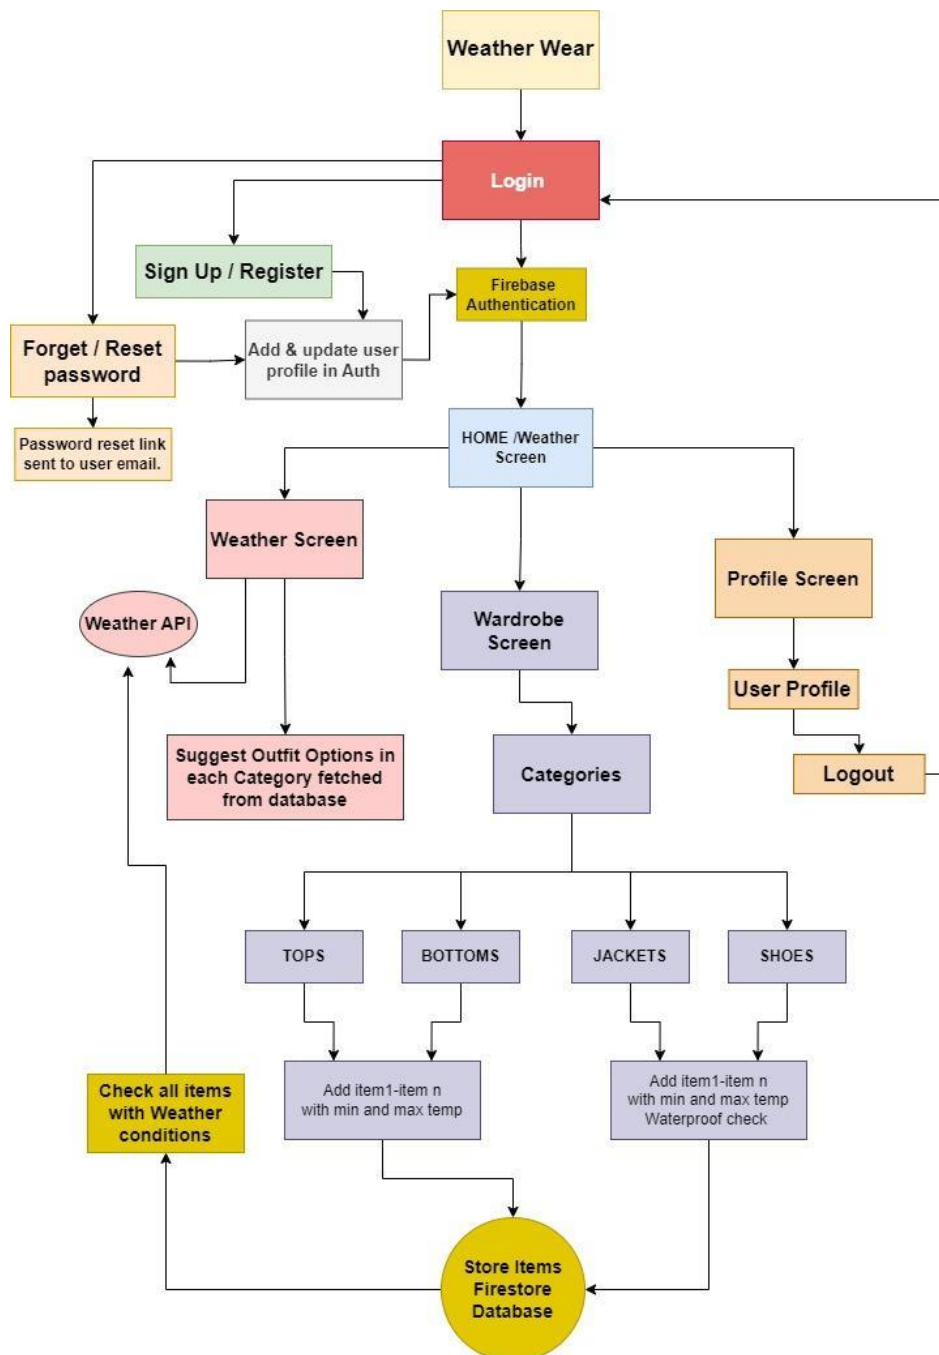 Weather Wear
Login
Sign Up / Register
Firebase
Authentication
Forget / Reset
password
Add & update user
profile in Auth
Password reset link
sent to user email.
HOME /Weather
Screen
Weather Screen
Profile Screen
Weather API
Wardrobe
Screen
User Profile
Suggest Outfit Options in
each Category fetched
from database
Categories
Logout
TOPS
BOTTOMS
JACKETS
SHOES
Add item1-item n
with min and max temp
Add item1-item n
with min and max temp
Waterproof check
Check all items
with Weather
conditions
Store Items
Firestore
Database